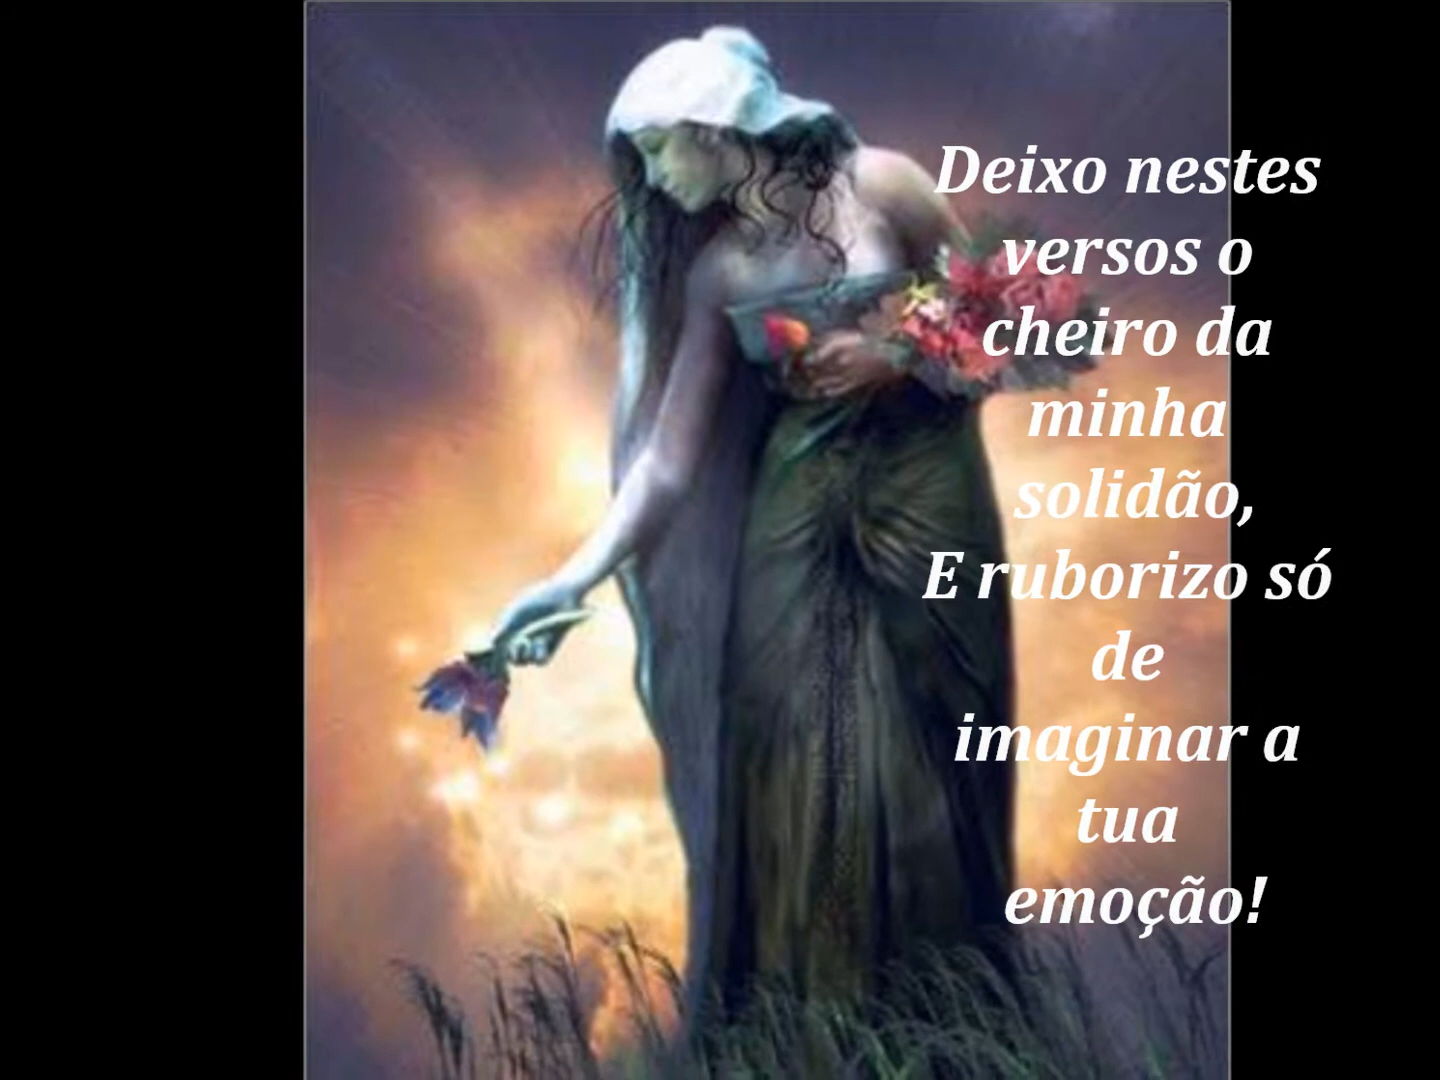 Deixo nestes
versos o
cheiro da
minha
solidão,
E ruborizo só
de
imaginar a
tua
emoção!